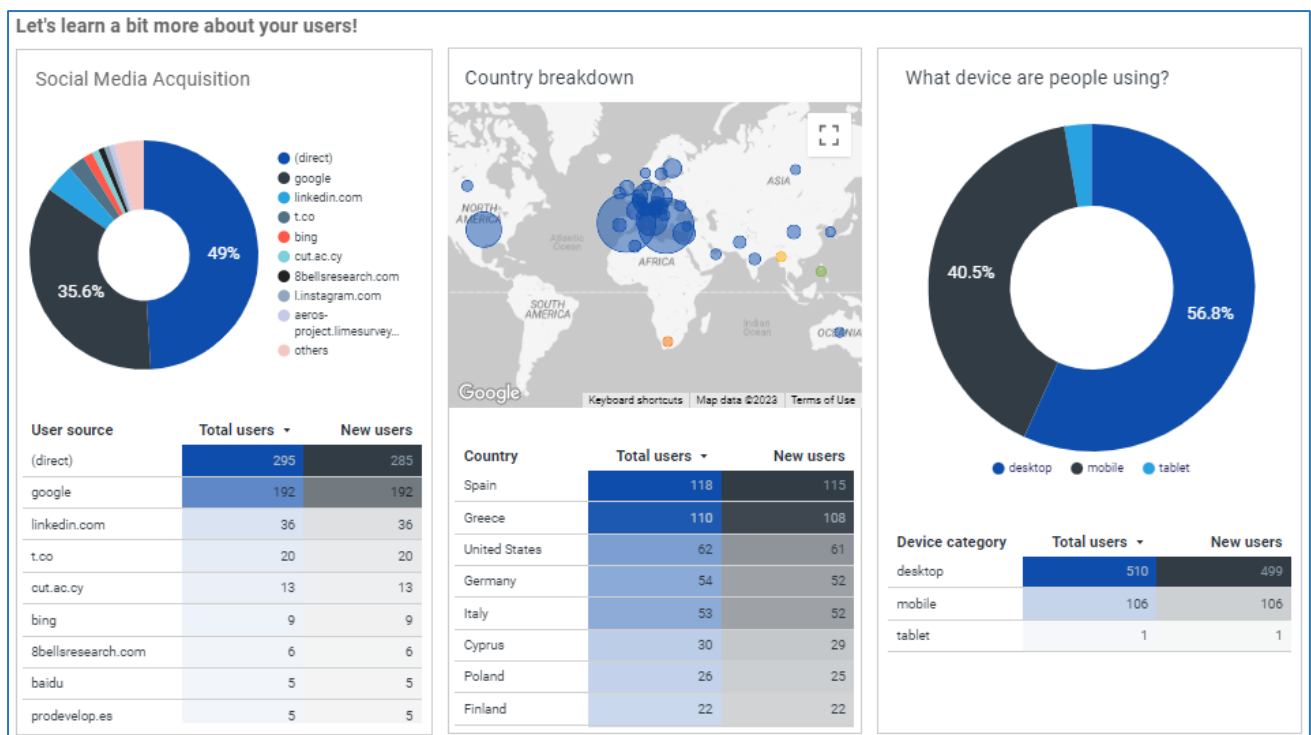 Let's learn a bit more about your users!
Social Media Acquisition
49%
35.6%
(direct)
google
linkedin.com
t.co
bing
cut.ac.cy
8bellsresearch.com
l.instagram.com
aeros-
project.limesurvey...
others
User source Total users New users
(direct) 295 285
google 192 192
linkedin.com 36 36
t.co 20 20
cut.ac.cy 13 13
bing 9 9
8bellsresearch.com 6 6
baidu 5 5
prodevelop.es 5 5
Country breakdown
ASIA
NORTH
AMERICA
Atlantic
Ocean
AFRICA
SOUTH
AMERICA
Indian
Ocean
OCEANIA
Google
Keyboard shortcuts Map data ©2023 Terms of Use
Country Total users New users
Spain 118 115
Greece 110 108
United States 62 61
Germany 54 52
Italy 53 52
Cyprus 30 29
Poland 26 25
Finland 22 22
What device are people using?
40.5%
56.8%
desktop mobile tablet
Device category Total users New users
desktop 510 499
mobile 106 106
tablet 1 1